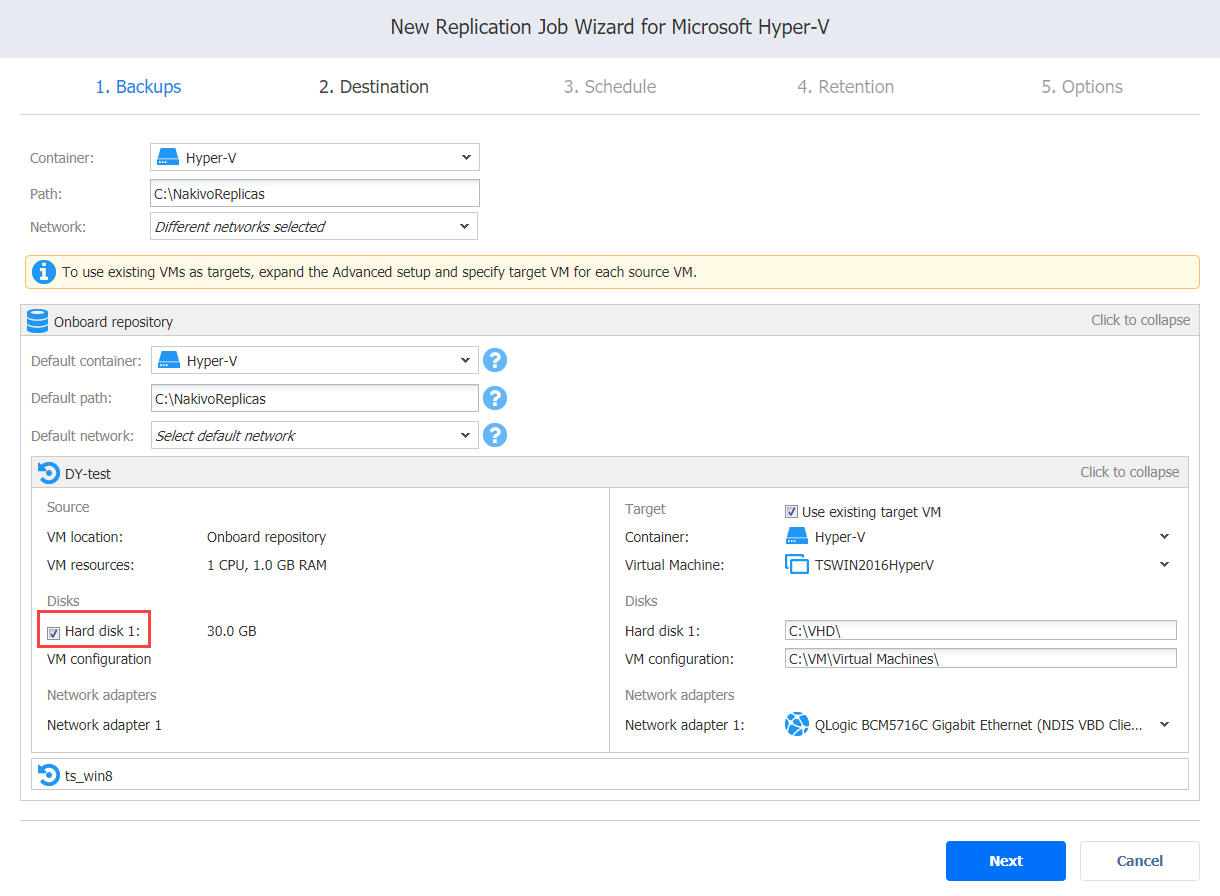 New Replication Job Wizard for Microsoft Hyper-V
1. Backups 2. Destination 3. Schedule 4. Retention 5. Options
Container: Hyper-V
Path: C:\NakivoReplicas
Network: Different networks selected
To use existing VMs as targets, expand the Advanced setup and specify target VM for each source VM.
Onboard repository Click to collapse
Default container: Hyper-V ?
Default path: C:\NakivoReplicas ?
Default network: Select default network ?
DY-test Click to collapse
Source
VM location: Onboard repository
VM resources: 1 CPU, 1.0 GB RAM
Disks
Hard disk 1: 30.0 GB
VM configuration
Network adapters
Network adapter 1
Target Use existing target VM
Container: Hyper-V
Virtual Machine: TSWIN2016HyperV
Disks
Hard disk 1: C:\VHD\
VM configuration: C:\VM\Virtual Machines\
Network adapters
Network adapter 1: QLogic BCM5716C Gigabit Ethernet (NDIS VBD Clie...
ts_win8
Next Cancel